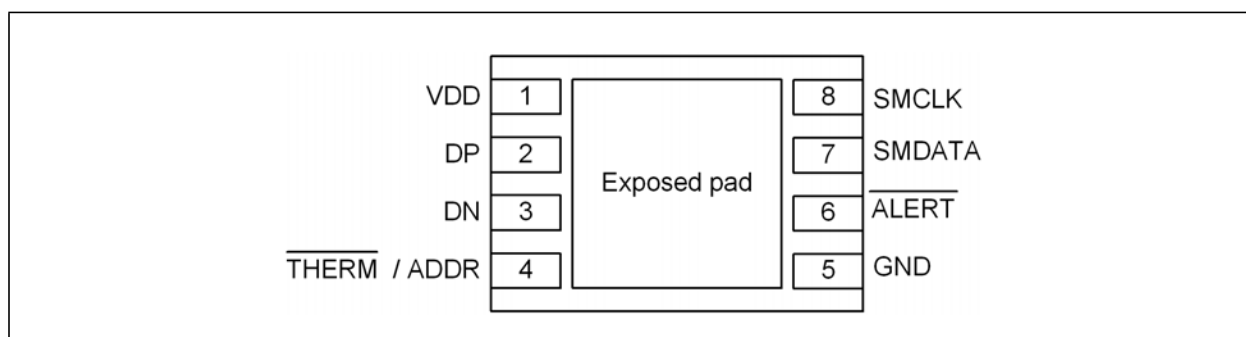 VDD 1 8 SMCLK
DP 2 7 SMDATA
Exposed pad
DN 3 6 ALERT
THERM / ADDR 4 5 GND